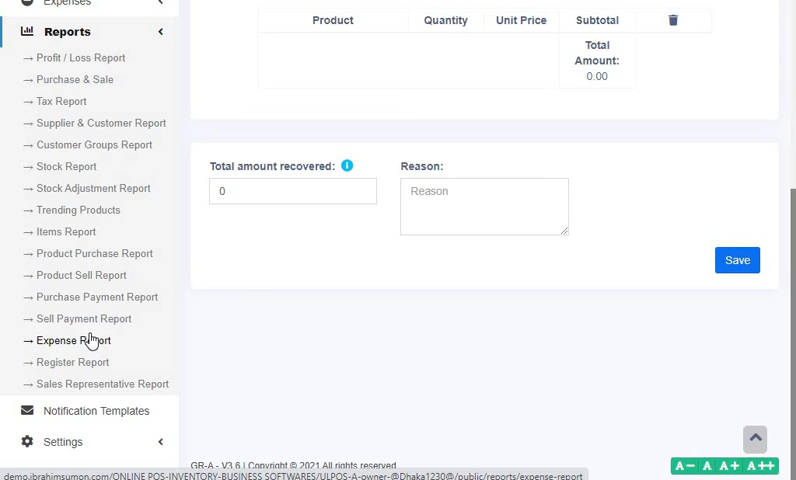 Expenses
Reports
→ Profit / Loss Report
→ Purchase & Sale
→ Tax Report
→ Supplier & Customer Report
→ Customer Groups Report
→ Stock Report
→ Stock Adjustment Report
→ Trending Products
→ Items Report
→ Product Purchase Report
→ Product Sell Report
→ Purchase Payment Report
→ Sell Payment Report
→ Expense Report
→ Register Report
→ Sales Representative Report
Notification Templates
Settings
Product Quantity Unit Price Subtotal
Total
Amount:
0.00
Total amount recovered:
0
Reason:
Reason
Save
GR-A - V3.6 | Copyright © 2021 All rights reserved.
A− A A+ A++
demo.ibrahimsumon.com/ONLINE POS-INVENTORY-BUSINESS SOFTWARES/ULPOS-A-owner-@Dhaka1230@/public/reports/expense-report